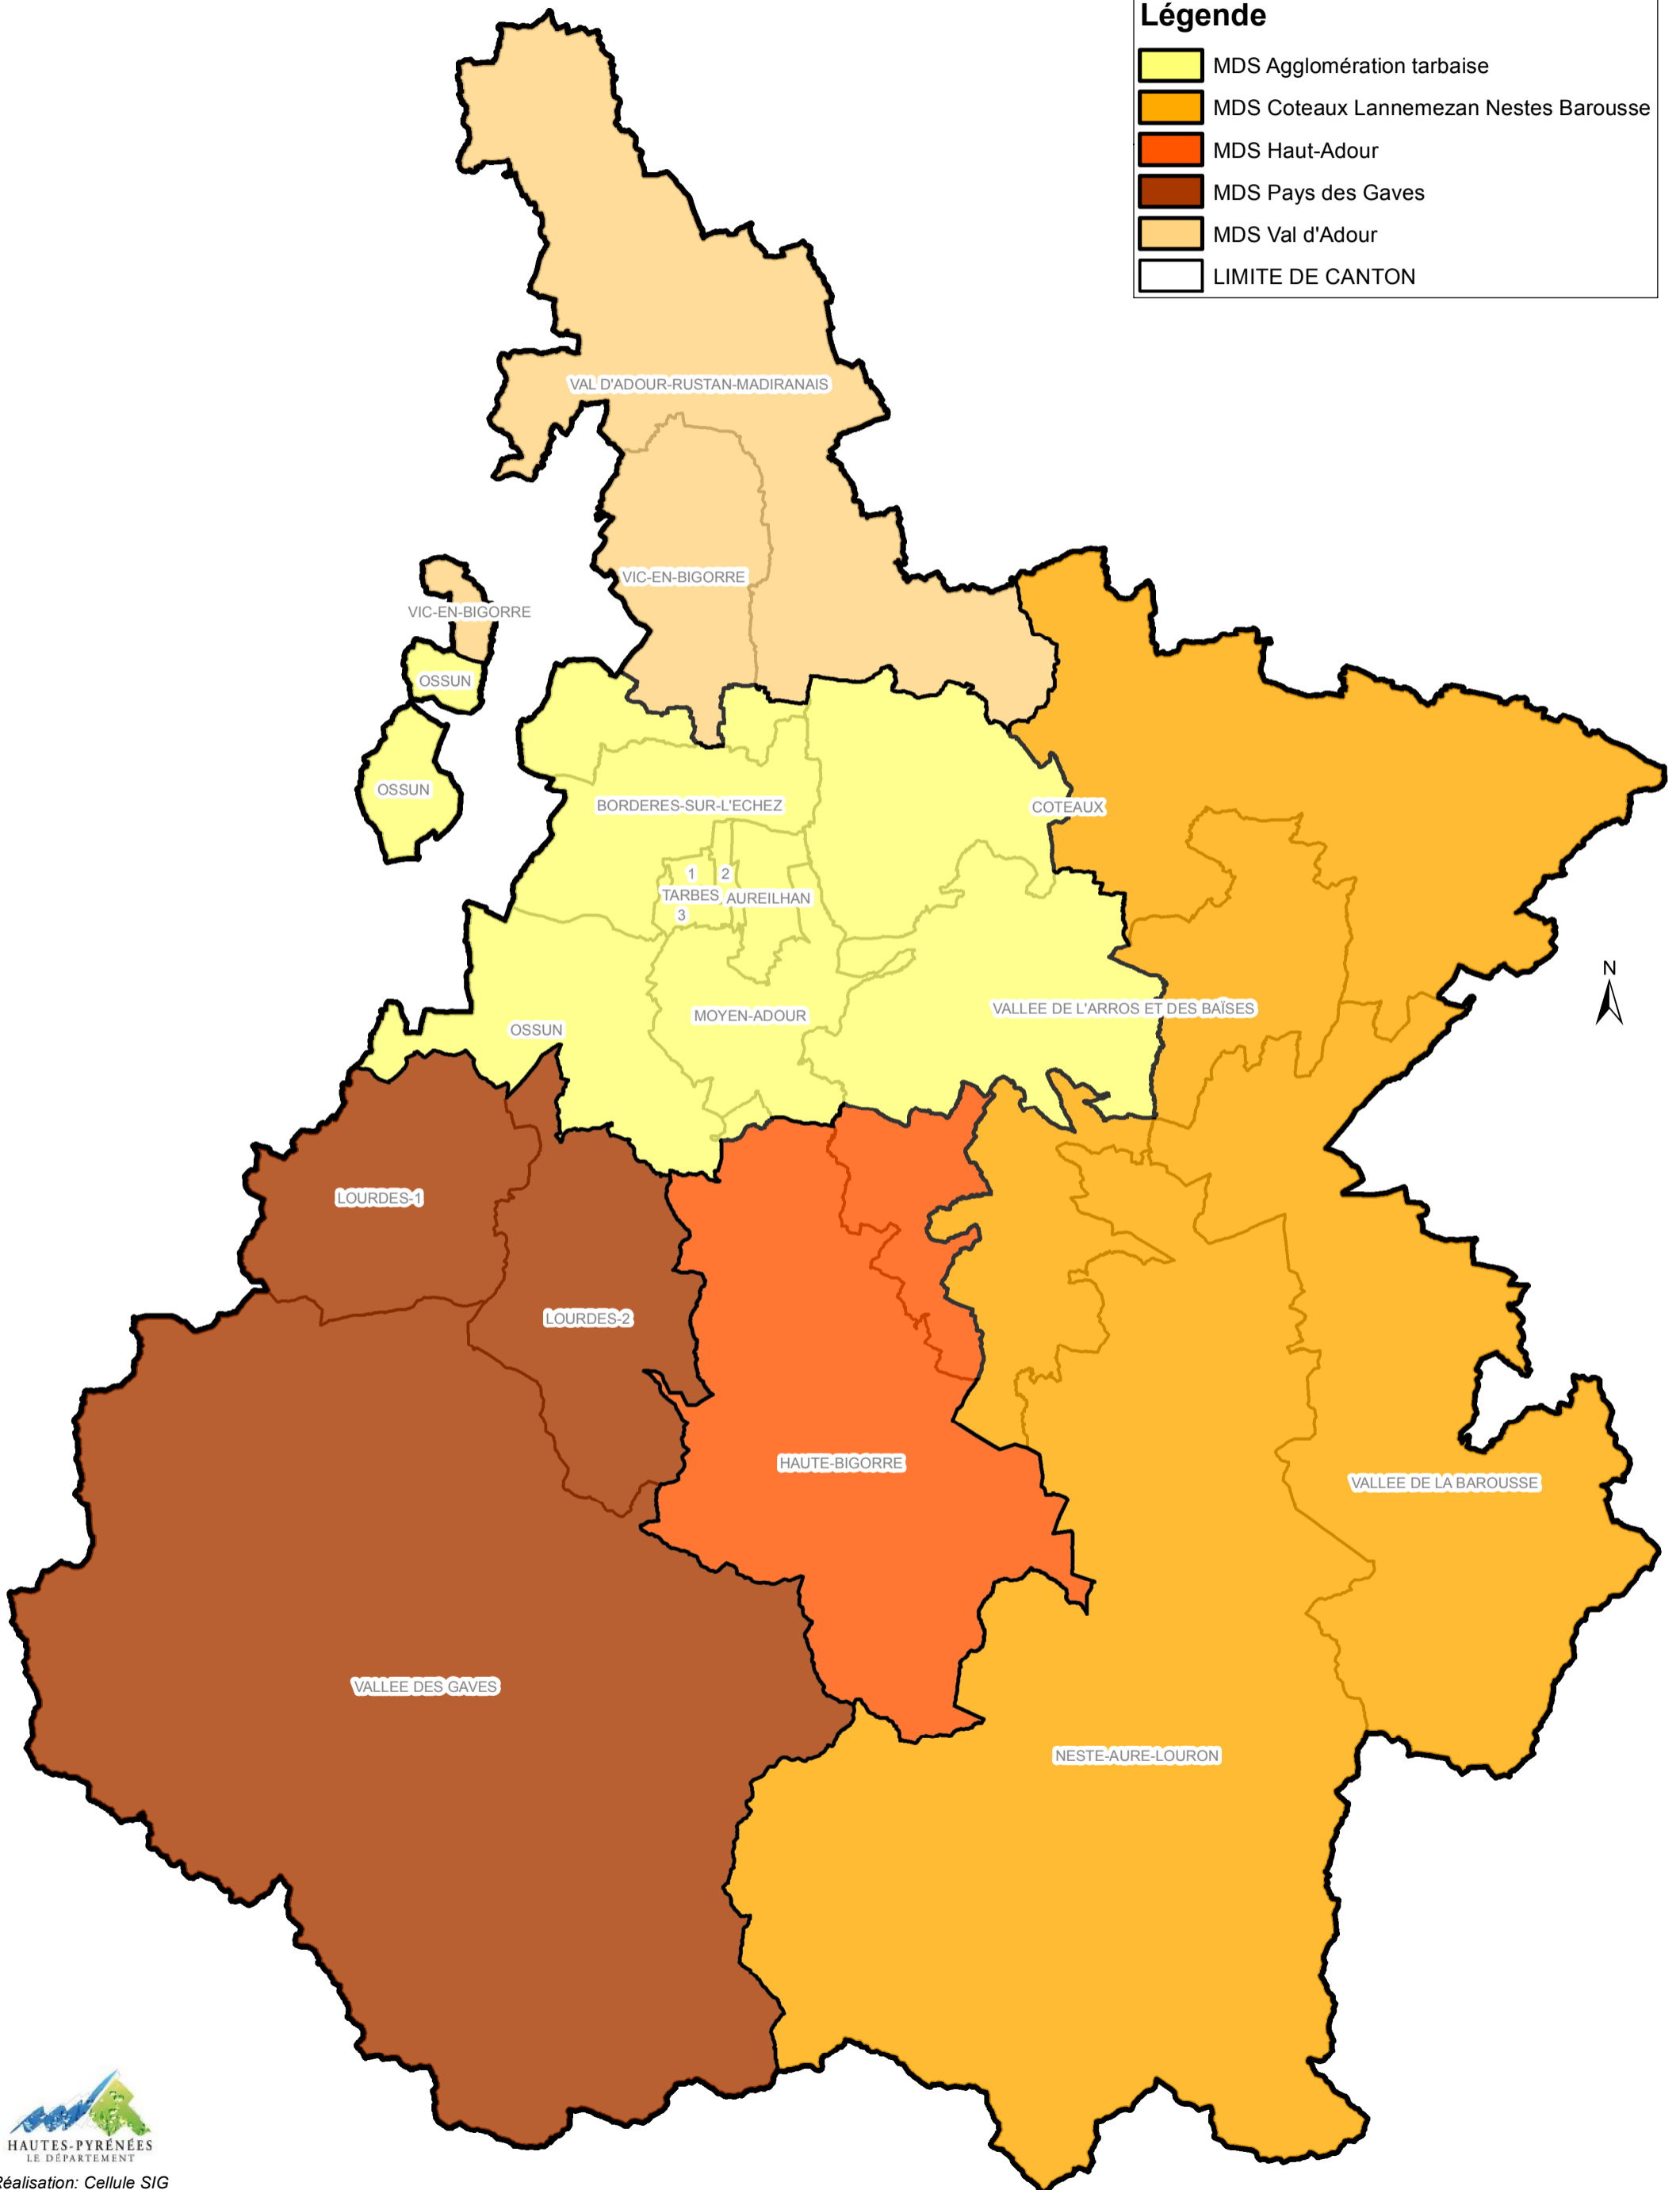 Légende
MDS Agglomération tarbaise
MDS Coteaux Lannemezan Nestes Barousse
MDS Haut-Adour
MDS Pays des Gaves
MDS Val d'Adour
LIMITE DE CANTON
VAL D'ADOUR-RUSTAN-MADIRANAIS
VIC-EN-BIGORRE
VIC-EN-BIGORRE
OSSUN
OSSUN
BORDERES-SUR-L'ECHEZ
COTEAUX
1
2
TARBES
AUREILHAN
3
N
VALLEE DE L'ARROS ET DES BAÏSES
MOYEN-ADOUR
OSSUN
LOURDES-1
LOURDES-2
HAUTE-BIGORRE
VALLEE DE LA BAROUSSE
VALLEE DES GAVES
NESTE-AURE-LOURON
HAUTES-PYRÉNÉES
LE DÉPARTEMENT
Réalisation: Cellule SIG